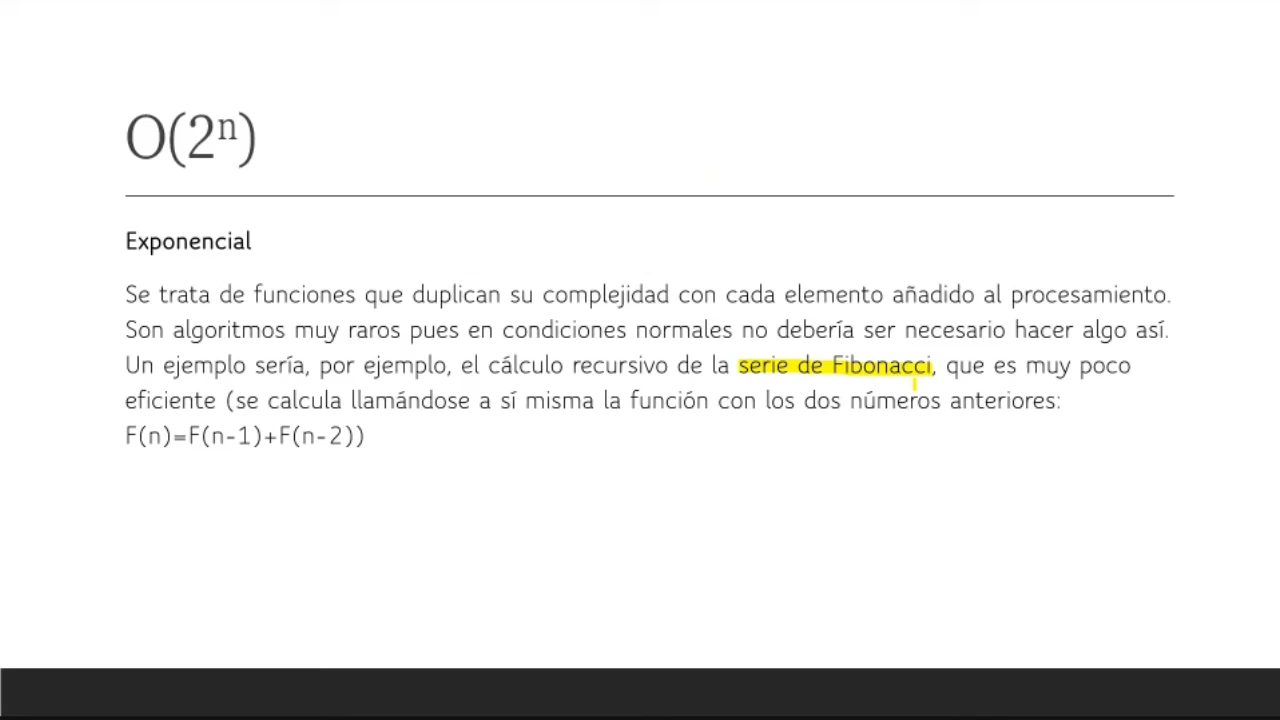 O(2ⁿ)
Exponencial
Se trata de funciones que duplican su complejidad con cada elemento añadido al procesamiento.
Son algoritmos muy raros pues en condiciones normales no debería ser necesario hacer algo así.
Un ejemplo sería, por ejemplo, el cálculo recursivo de la serie de Fibonacci, que es muy poco
eficiente (se calcula llamándose a sí misma la función con los dos números anteriores:
F(n)=F(n-1)+F(n-2))